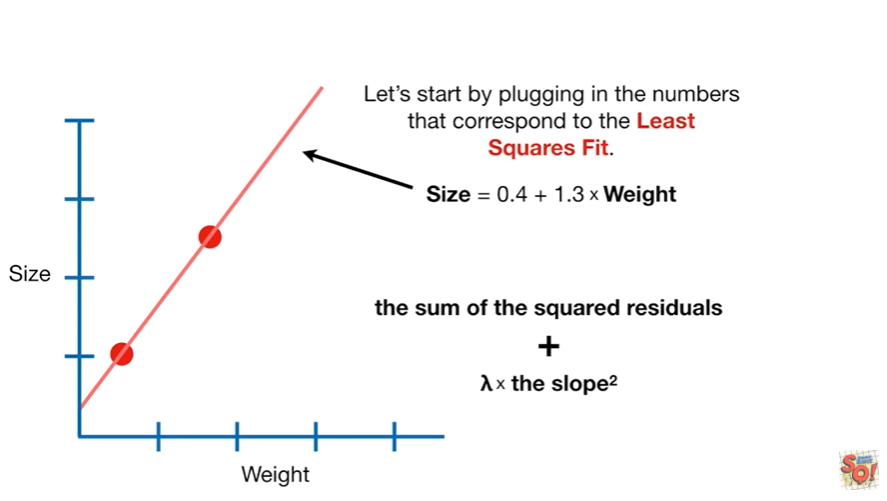 Let's start by plugging in the numbers
that correspond to the Least
Squares Fit.
Size = 0.4 + 1.3 x Weight
Size
the sum of the squared residuals
+
λ x the slope²
Weight
SQ!